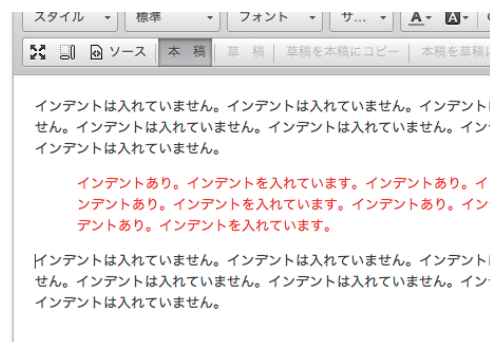 スタイル 標準 フォント サ... A A
ソース 本 稿 草 稿 草稿を本稿にコピー 本稿を草稿
インデントは入れていません。インデントは入れていません。インデント
せん。インデントは入れていません。インデントは入れていません。イン
インデントは入れていません。
インデントあり。インデントを入れています。インデントあり。イ
ンデントあり。インデントを入れています。インデントあり。イン
デントあり。インデントを入れています。
インデントは入れていません。インデントは入れていません。インデント
せん。インデントは入れていません。インデントは入れていません。イン
インデントは入れていません。